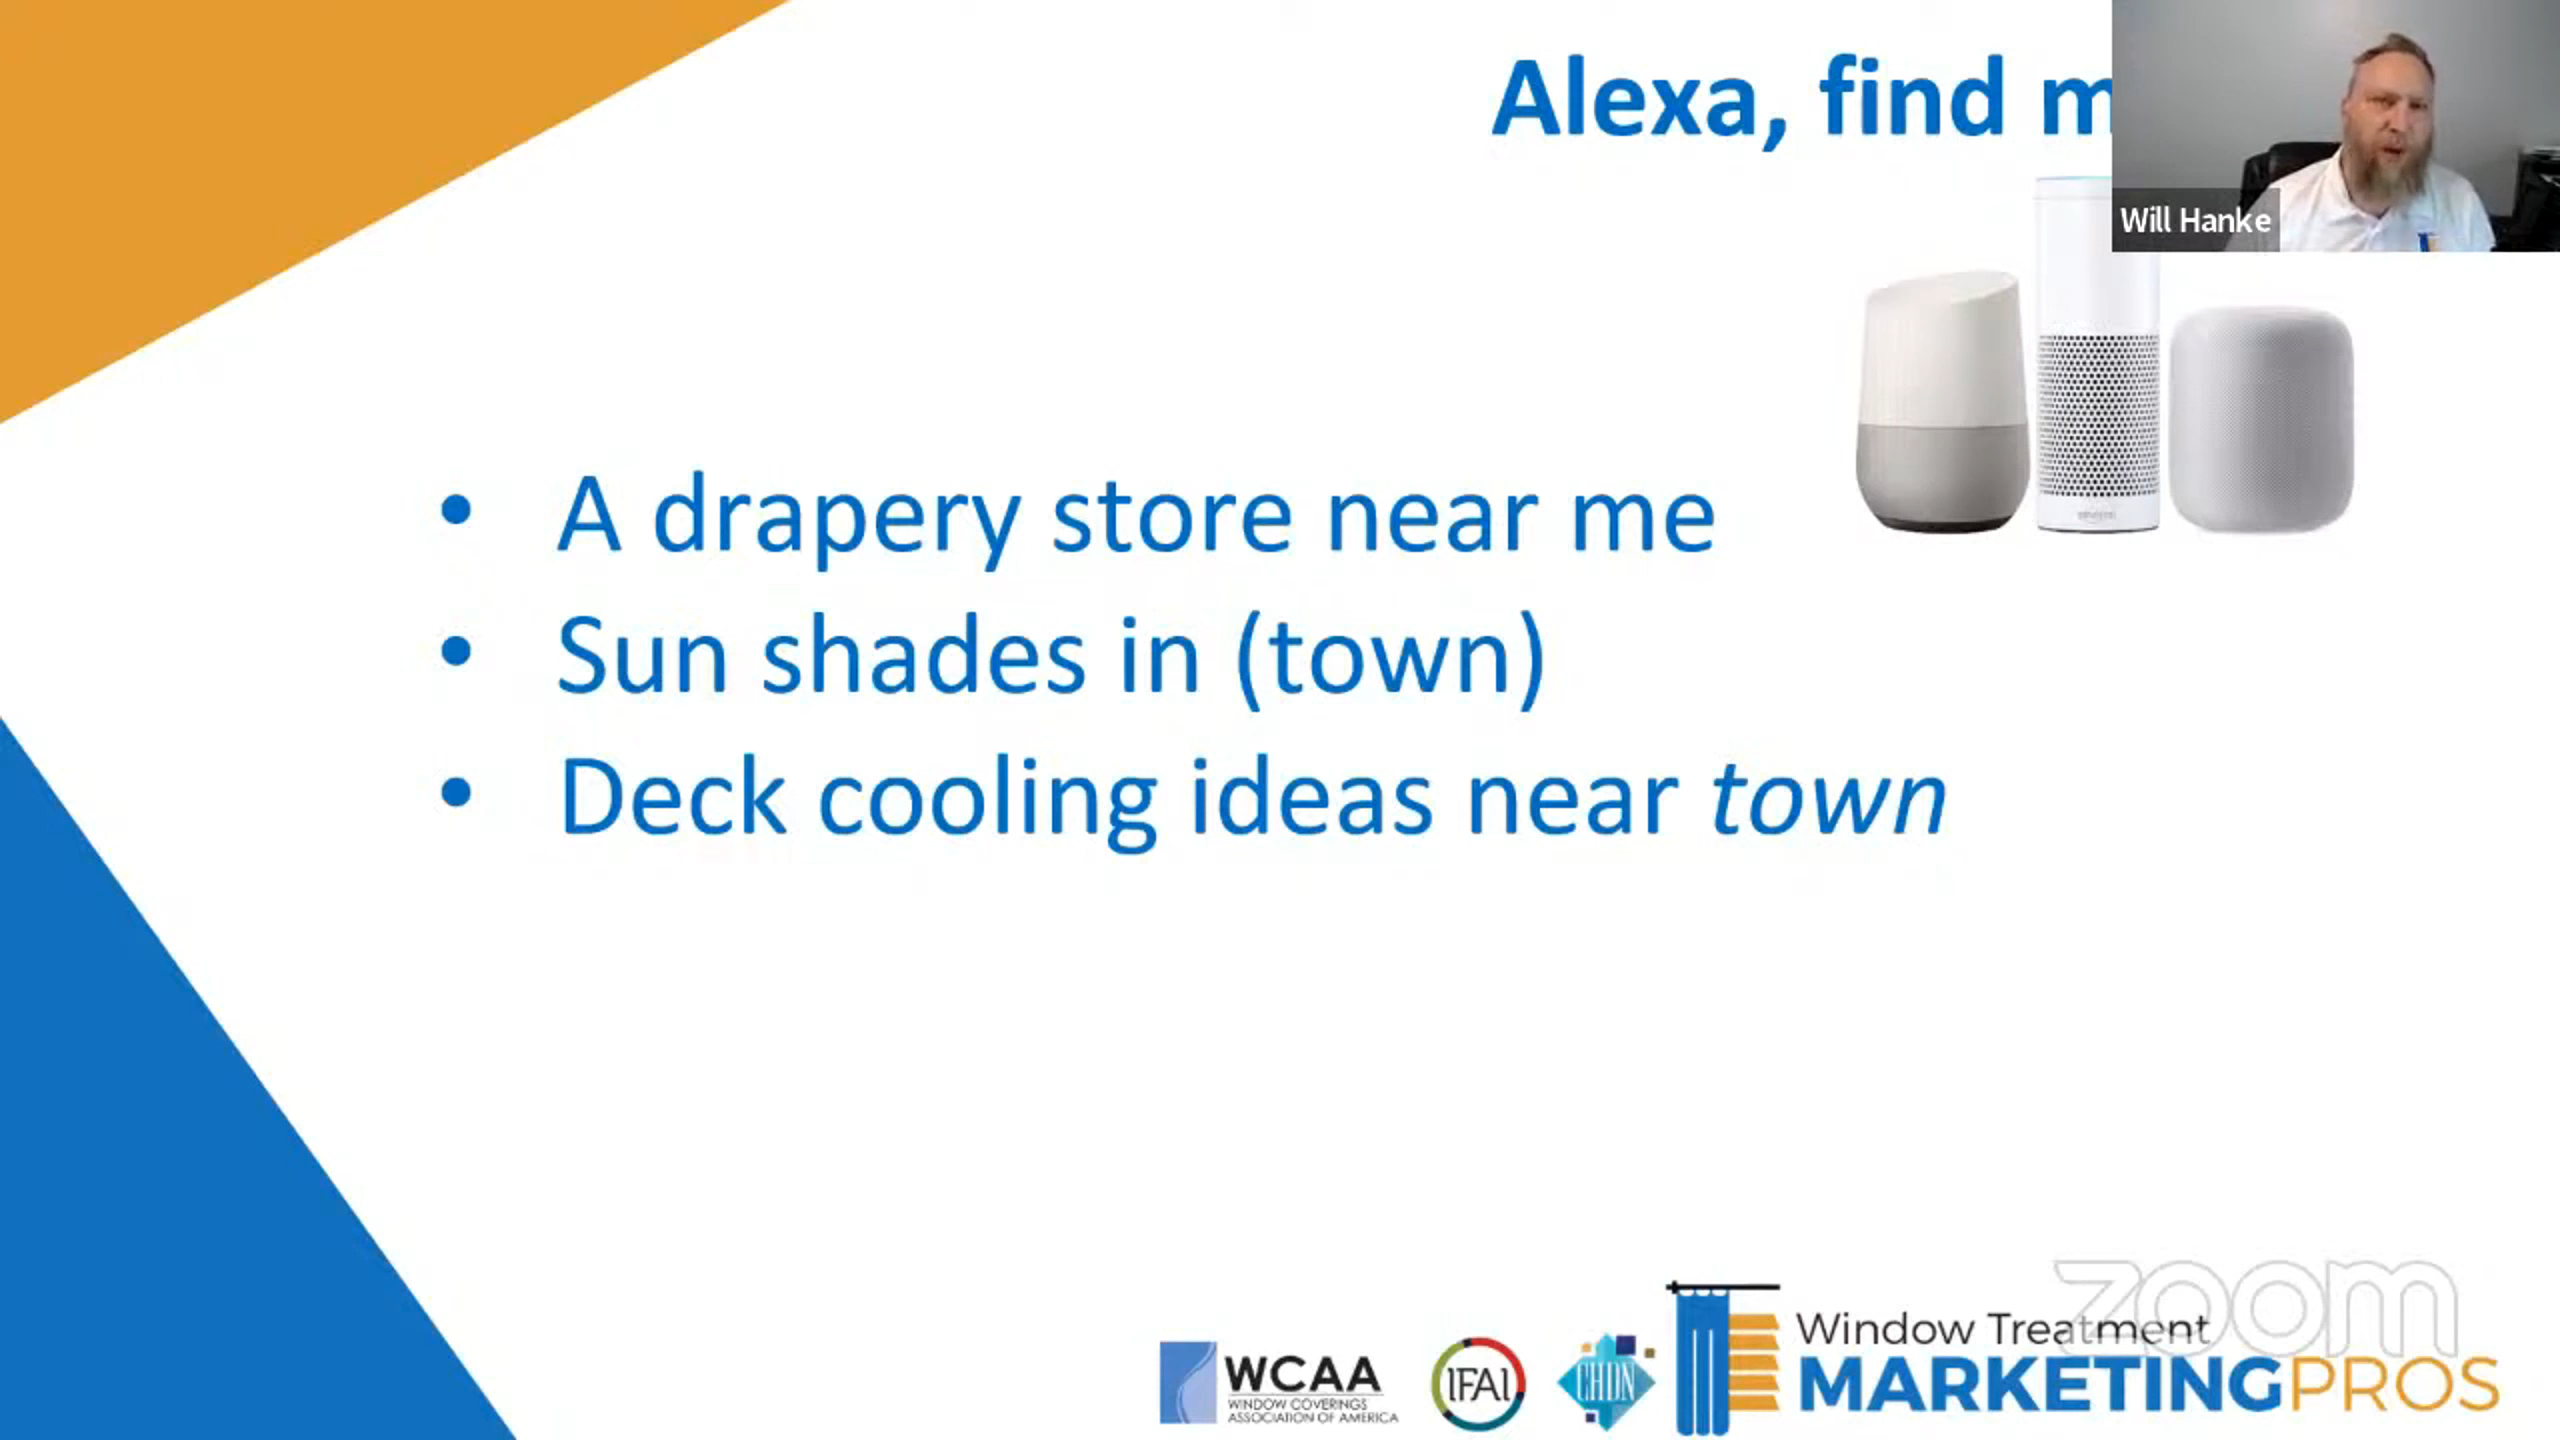 Alexa, find m
Will Hanke
• A drapery store near me
• Sun shades in (town)
• Deck cooling ideas near town
zoom
WCAA
WINDOW COVERINGS
ASSOCIATION OF AMERICA
IFAI
CHDN
Window Treatment
MARKETINGPROS